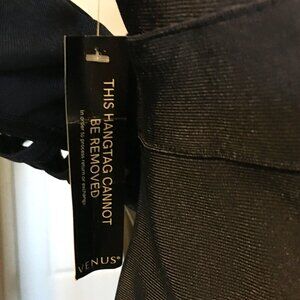 THIS HANGTAG CANNOT
BE REMOVED
in order to process return or exchange.
VENUS®